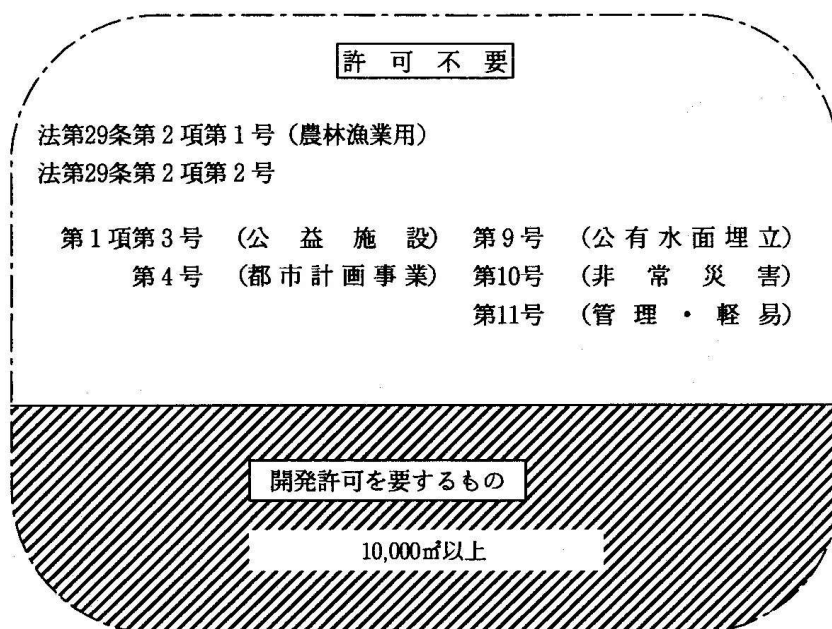 許可不要
法第29条第2項第1号（農林漁業用）
法第29条第2項第2号
第1項第3号 （公益施設） 第9号 （公有水面埋立）
第4号 （都市計画事業） 第10号 （非常災害）
第11号 （管理・軽易）
開発許可を要するもの
10,000㎡以上